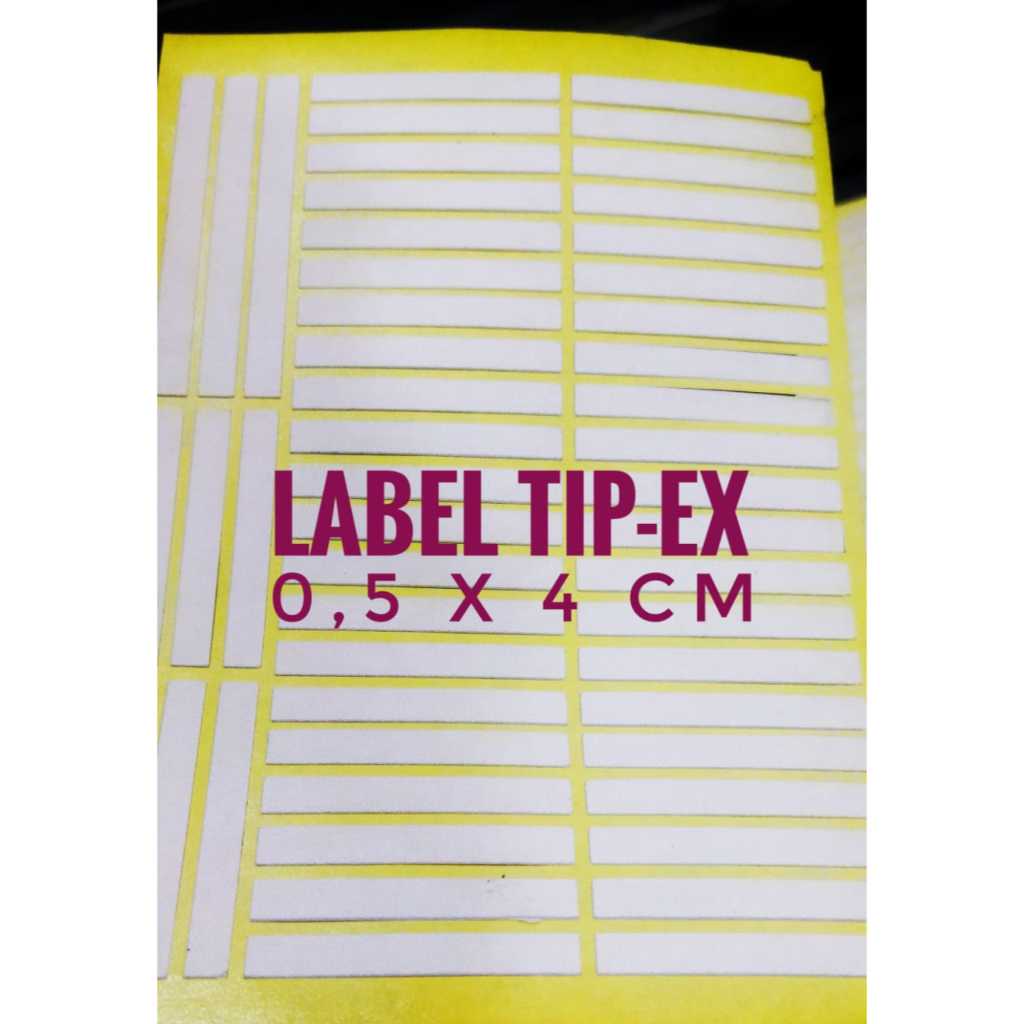 LABEL TIP-EX
0,5 X 4 CM